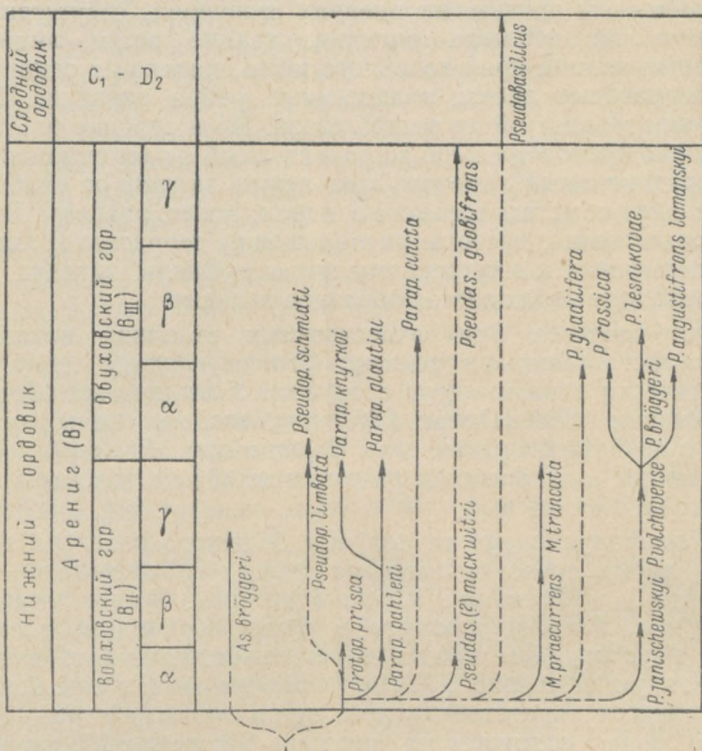 Нижний ордовик
Средний
ордовик
Арениг (В)
C₁ - D₂
Волховский гор
(BII)
Обуховский гор.
(BIII)
α
β
γ
α
β
γ
As. bröggeri
Pseudop. limbata
Pseudop. schmidti
Protop. prisca
Parap. knyrkoi
Parap. pahleni
Parap. plautini
Parap. cincta
Pseudas.(?) mickwitzi
Pseudas. globifrons
Pseudobasilicus
M. praecurrens
M. truncata
P. gladiifera
P. rossica
P. janischewskyi
P. volchovense
P. bröggeri
P. lesnikovae
P. angustifrons lamanskyi